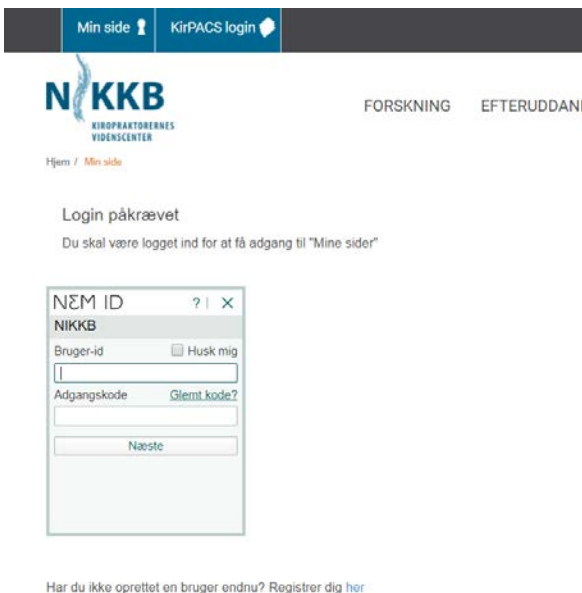 Min side KirPACS login
NIKKB
KIROPRAKTORERNES
VIDENSCENTER
FORSKNING EFTERUDDAN
Hjem / Min side
Login påkrævet
Du skal være logget ind for at få adgang til "Mine sider"
NEM ID ? | X
NIKKB
Bruger-id Husk mig
Adgangskode Glemt kode?
Næste
Har du ikke oprettet en bruger endnu? Registrer dig her